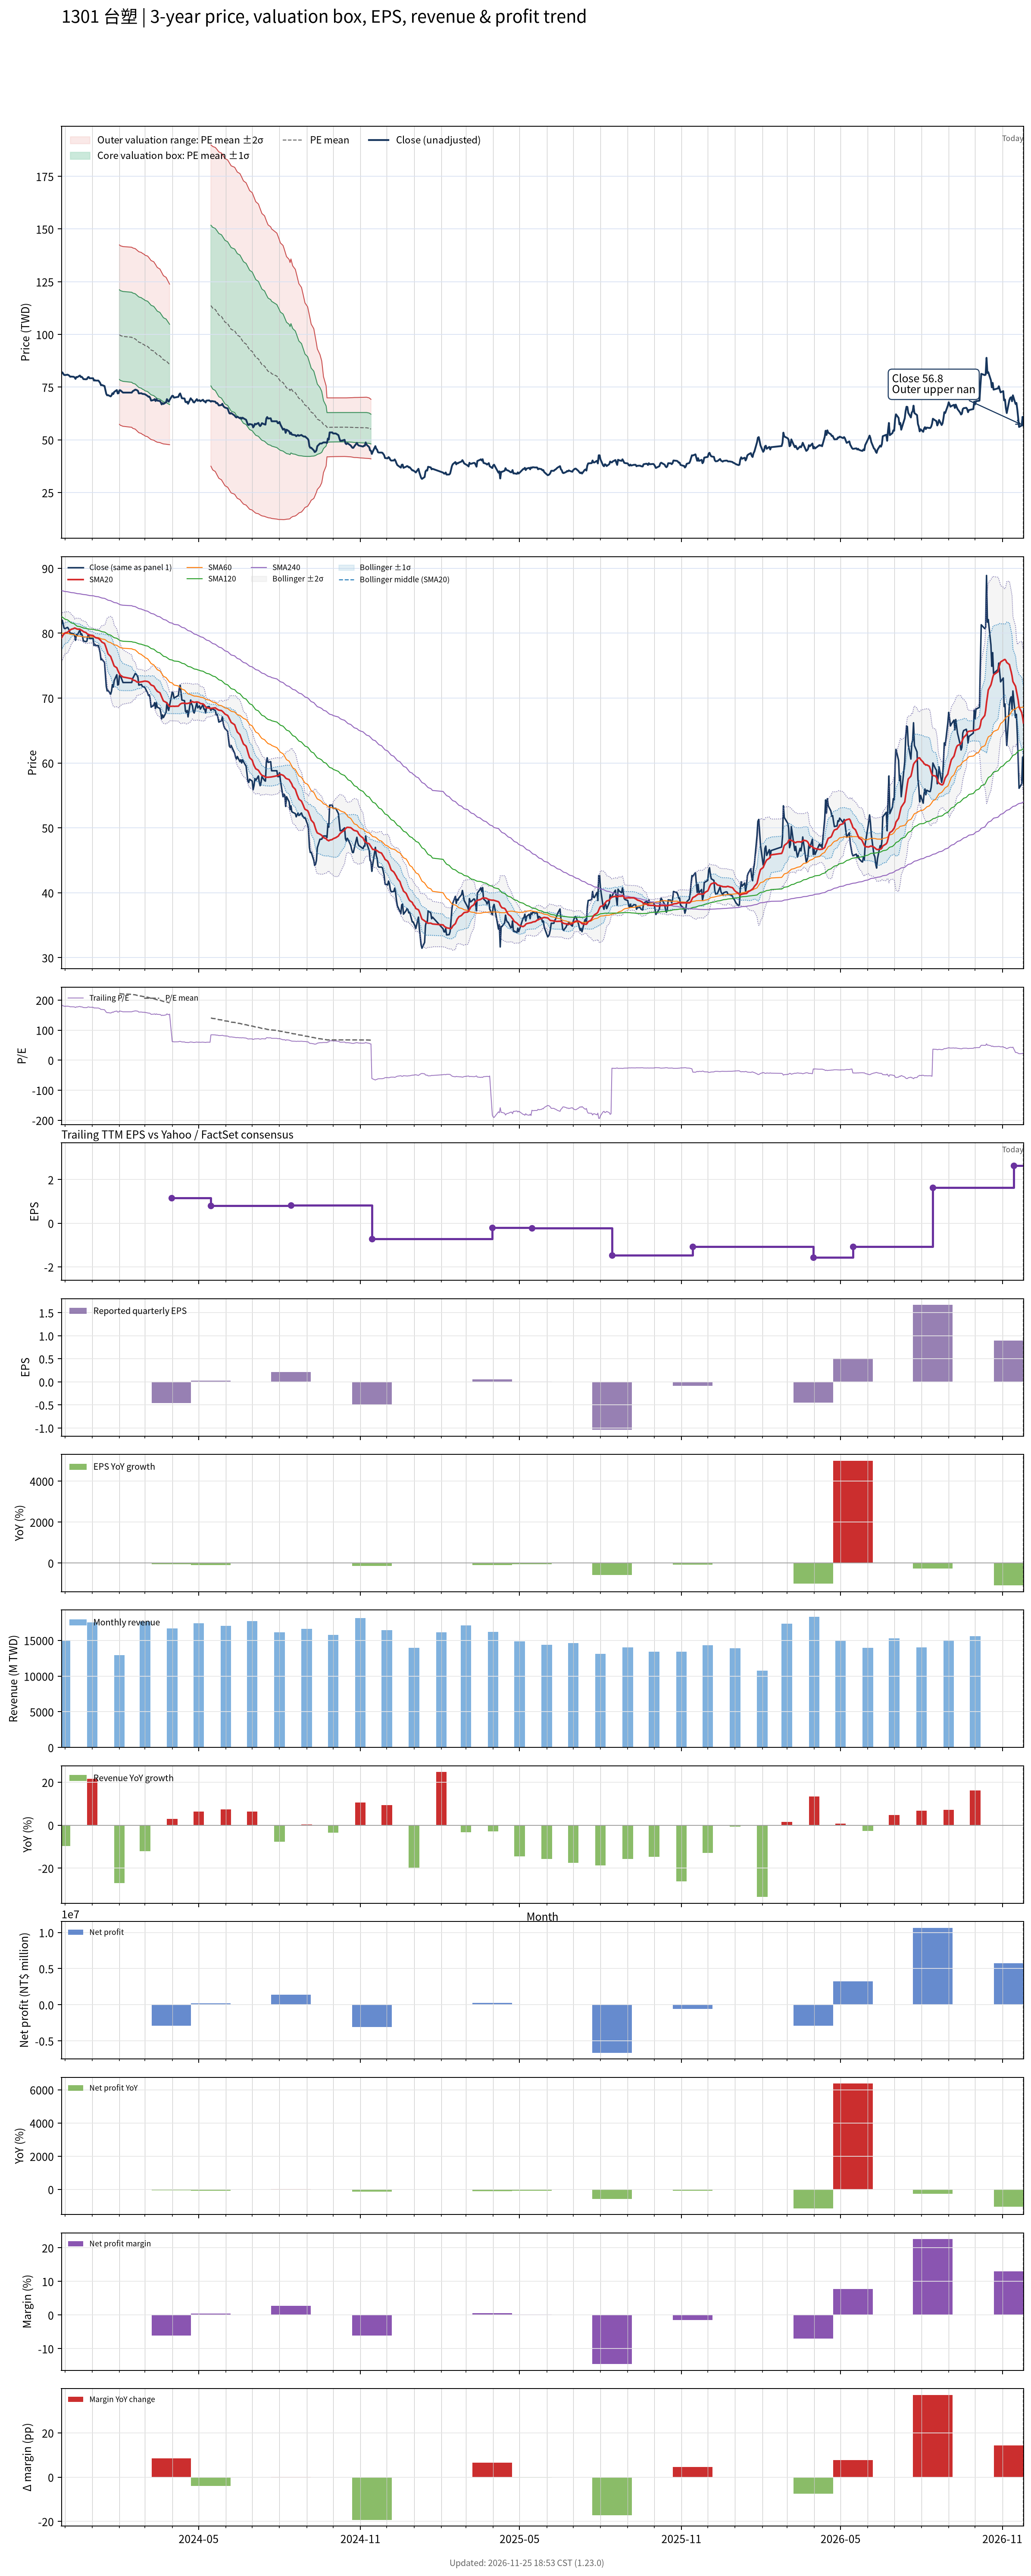 1301 台塑 | 3-year price, valuation box, EPS, revenue & profit trend
Outer valuation range: PE mean ±2σ
Core valuation box: PE mean ±1σ
PE mean
Close (unadjusted)
Today
175
150
125
100
75
50
25
Price (TWD)
Close 56.8
Outer upper nan
Close (same as panel 1)
SMA20
SMA60
SMA120
SMA240
Bollinger ±2σ
Bollinger ±1σ
Bollinger middle (SMA20)
90
80
70
60
50
40
30
Price
Trailing P/E
P/E mean
200
100
0
-100
-200
P/E
Trailing TTM EPS vs Yahoo / FactSet consensus
Today
2
0
-2
EPS
Reported quarterly EPS
1.5
1.0
0.5
0.0
-0.5
-1.0
EPS
EPS YoY growth
4000
2000
0
YoY (%)
Monthly revenue
15000
10000
5000
0
Revenue (M TWD)
Revenue YoY growth
20
0
-20
YoY (%)
Month
1e7
Net profit
1.0
0.5
0.0
-0.5
Net profit (NT$ million)
Net profit YoY
6000
4000
2000
0
YoY (%)
Net profit margin
20
10
0
-10
Margin (%)
Margin YoY change
20
0
-20
Δ margin (pp)
2024-05
2024-11
2025-05
2025-11
2026-05
2026-11
Updated: 2026-11-25 18:53 CST (1.23.0)